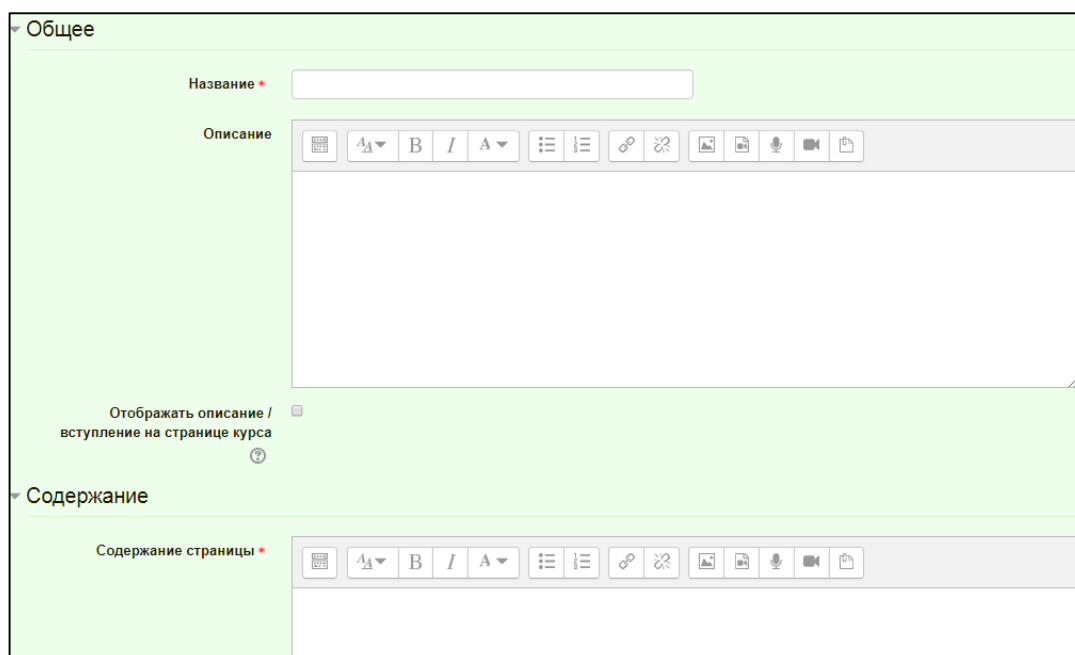 Общее
Название *
Описание
Отображать описание /
вступление на странице курса
Содержание
Содержание страницы *